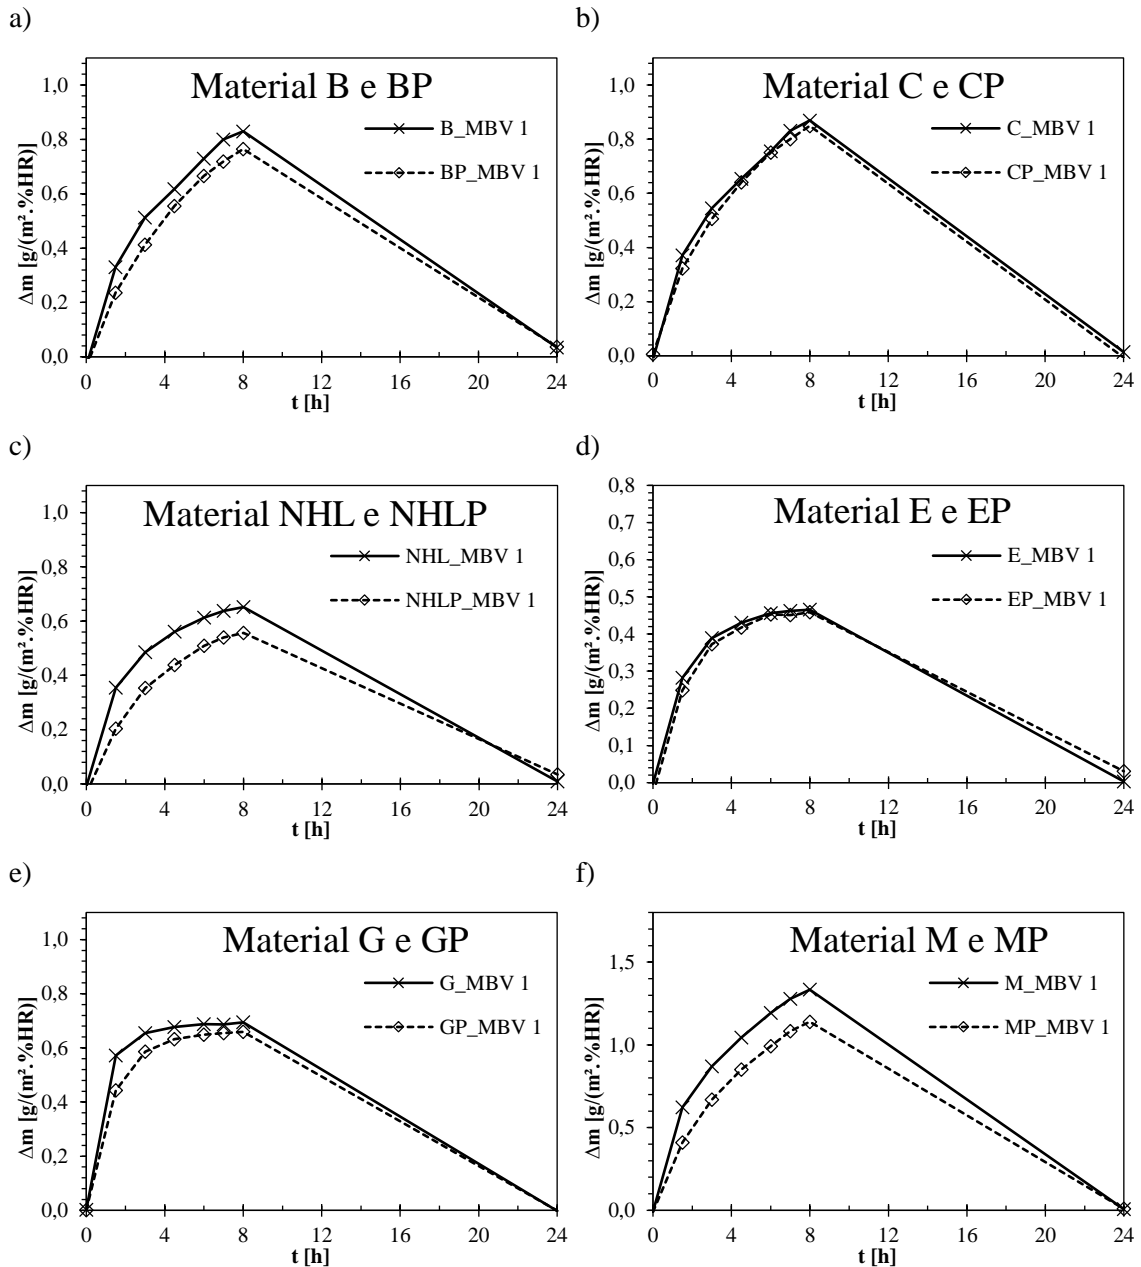 a)
Material B e BP
B_MBV 1
BP_MBV 1
Δm [g/(m².%HR)]
1,0
0,8
0,6
0,4
0,2
0,0
0 4 8 12 16 20 24
t [h]
b)
Material C e CP
C_MBV 1
CP_MBV 1
Δm [g/(m².%HR)]
1,0
0,8
0,6
0,4
0,2
0,0
0 4 8 12 16 20 24
t [h]
c)
Material NHL e NHLP
NHL_MBV 1
NHLP_MBV 1
Δm [g/(m².%HR)]
1,0
0,8
0,6
0,4
0,2
0,0
0 4 8 12 16 20 24
t [h]
d)
Material E e EP
E_MBV 1
EP_MBV 1
Δm [g/(m².%HR)]
0,8
0,7
0,6
0,5
0,4
0,3
0,2
0,1
0,0
0 4 8 12 16 20 24
t [h]
e)
Material G e GP
G_MBV 1
GP_MBV 1
Δm [g/(m².%HR)]
1,0
0,8
0,6
0,4
0,2
0,0
0 4 8 12 16 20 24
t [h]
f)
Material M e MP
M_MBV 1
MP_MBV 1
Δm [g/(m².%HR)]
1,5
1,0
0,5
0,0
0 4 8 12 16 20 24
t [h]